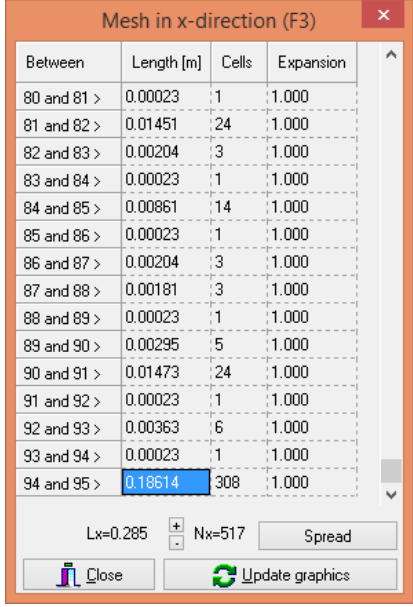 Mesh in x-direction (F3)
Between Length [m] Cells Expansion
80 and 81 > 0.00023 1 1.000
81 and 82 > 0.01451 24 1.000
82 and 83 > 0.00204 3 1.000
83 and 84 > 0.00023 1 1.000
84 and 85 > 0.00861 14 1.000
85 and 86 > 0.00023 1 1.000
86 and 87 > 0.00204 3 1.000
87 and 88 > 0.00181 3 1.000
88 and 89 > 0.00023 1 1.000
89 and 90 > 0.00295 5 1.000
90 and 91 > 0.01473 24 1.000
91 and 92 > 0.00023 1 1.000
92 and 93 > 0.00363 6 1.000
93 and 94 > 0.00023 1 1.000
94 and 95 > 0.18614 308 1.000
Lx=0.285 + - Nx=517 Spread
Close Update graphics